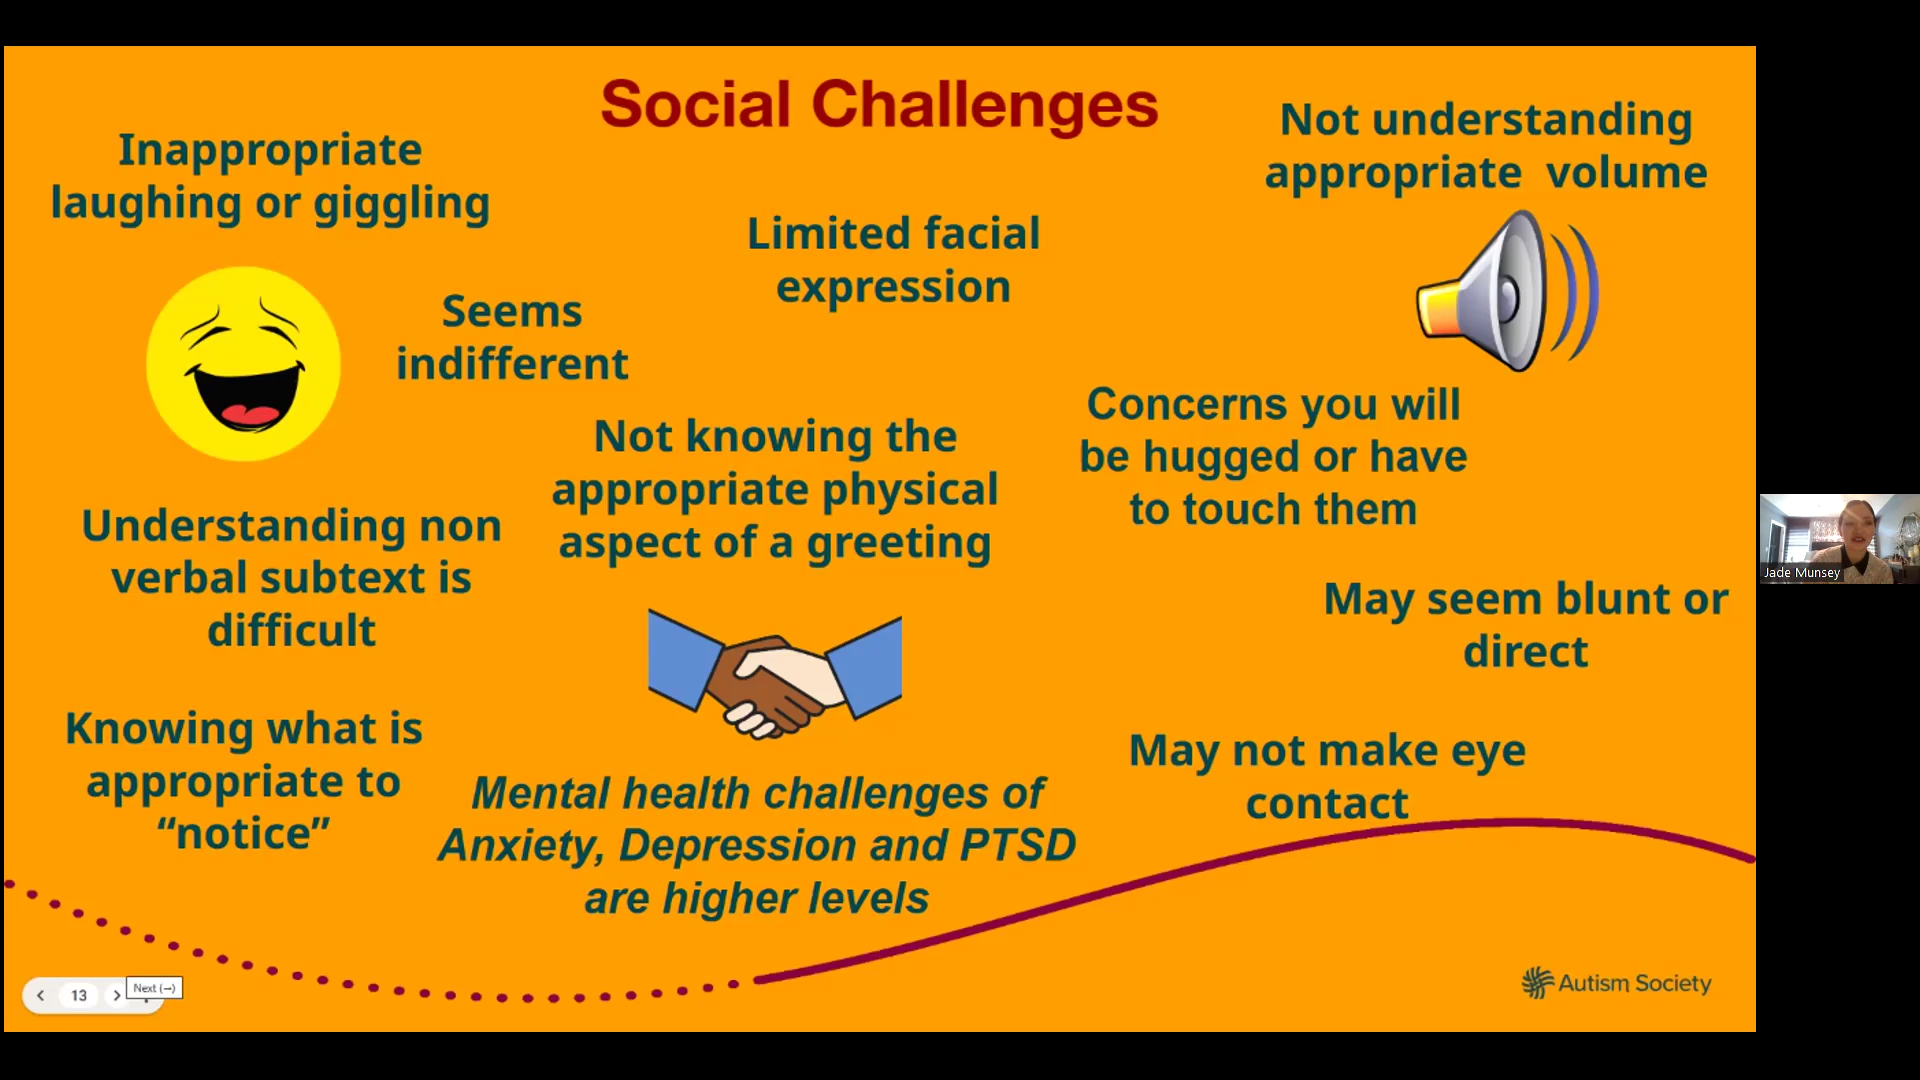 Social Challenges
Inappropriate
laughing or giggling
Not understanding
appropriate  volume
Limited facial
expression
Seems
indifferent
Concerns you will
be hugged or have
to touch them
Not knowing the
appropriate physical
aspect of a greeting
Understanding non
verbal subtext is
difficult
May seem blunt or
direct
Knowing what is
appropriate to
“notice”
May not make eye
contact
Mental health challenges of
Anxiety, Depression and PTSD
are higher levels
13
Next (→)
Autism Society
Jade Munsey